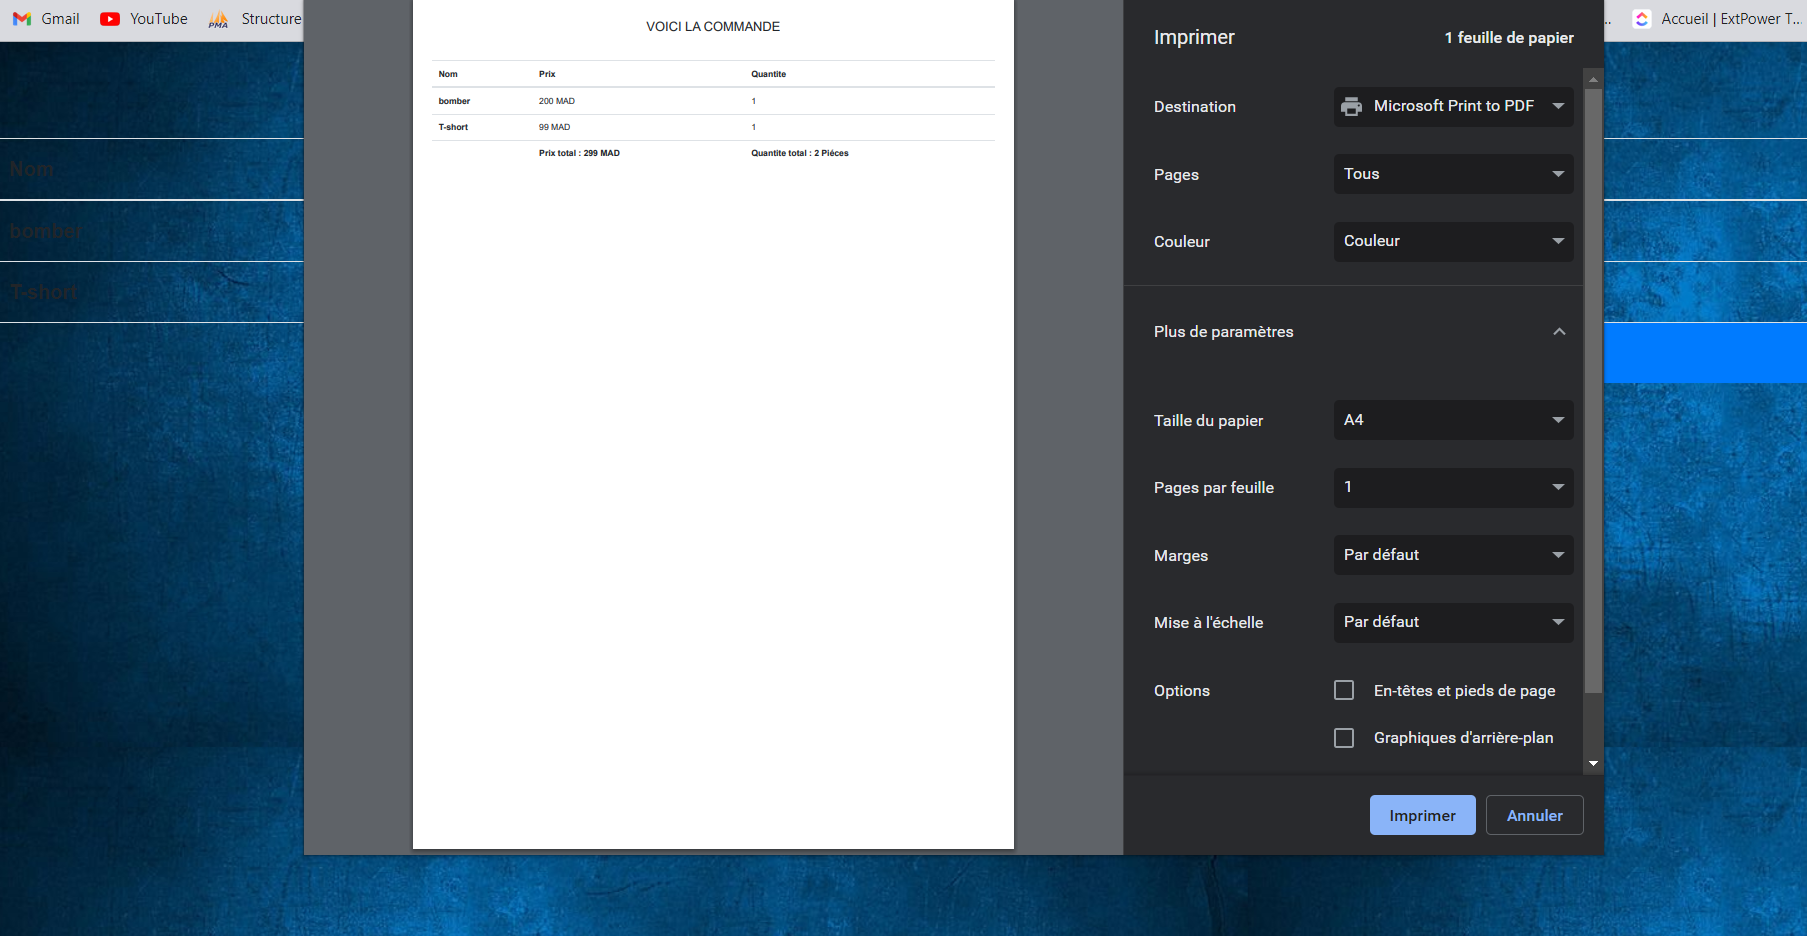 Gmail
YouTube
PMA
Structure
Accueil | ExtPower T...
Nom
bomber
T-short
VOICI LA COMMANDE
Nom Prix Quantite
bomber 200 MAD 1
T-short 99 MAD 1
Prix total : 299 MAD Quantite total : 2 Piéces
Imprimer
1 feuille de papier
Destination
Microsoft Print to PDF
Pages
Tous
Couleur
Couleur
Plus de paramètres
Taille du papier
A4
Pages par feuille
1
Marges
Par défaut
Mise à l'échelle
Par défaut
Options
En-têtes et pieds de page
Graphiques d'arrière-plan
Imprimer
Annuler